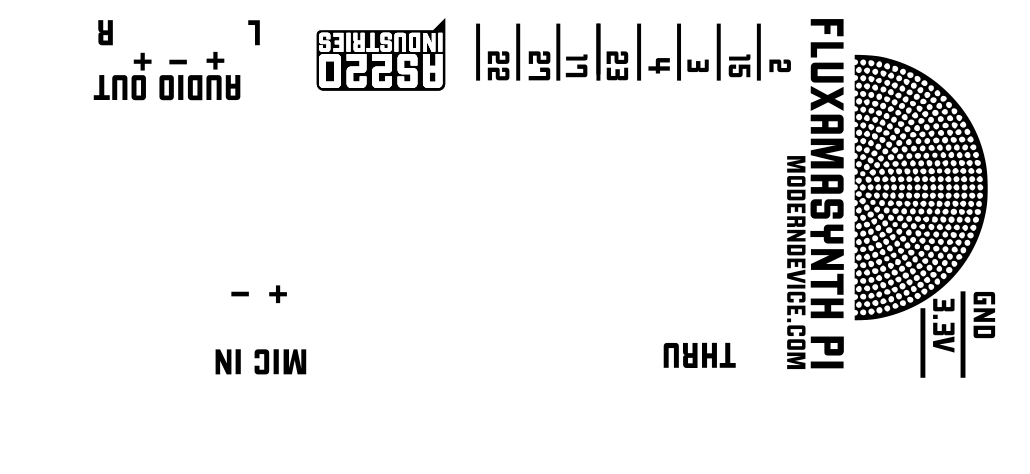 AUDIO OUT
+ − +
L R
AS220
INDUSTRIES
22
27
17
23
4
3
15
2
FLUXAMASYNTH PI
MODERNDEVICE.COM
GND
3.3V
MIC IN
+ −
THRU